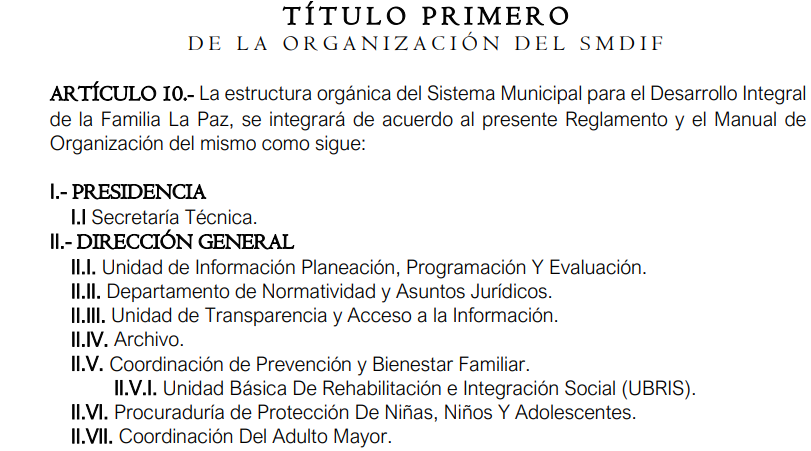 TÍTULO PRIMERO
DE LA ORGANIZACIÓN DEL SMDIF
ARTÍCULO 10.- La estructura orgánica del Sistema Municipal para el Desarrollo Integral
de la Familia La Paz, se integrará de acuerdo al presente Reglamento y el Manual de
Organización del mismo como sigue:
I.- PRESIDENCIA
I.I Secretaría Técnica.
II.- DIRECCIÓN GENERAL
II.I. Unidad de Información Planeación, Programación Y Evaluación.
II.II. Departamento de Normatividad y Asuntos Jurídicos.
II.III. Unidad de Transparencia y Acceso a la Información.
II.IV. Archivo.
II.V. Coordinación de Prevención y Bienestar Familiar.
II.V.I. Unidad Básica De Rehabilitación e Integración Social (UBRIS).
II.VI. Procuraduría de Protección De Niñas, Niños Y Adolescentes.
II.VII. Coordinación Del Adulto Mayor.